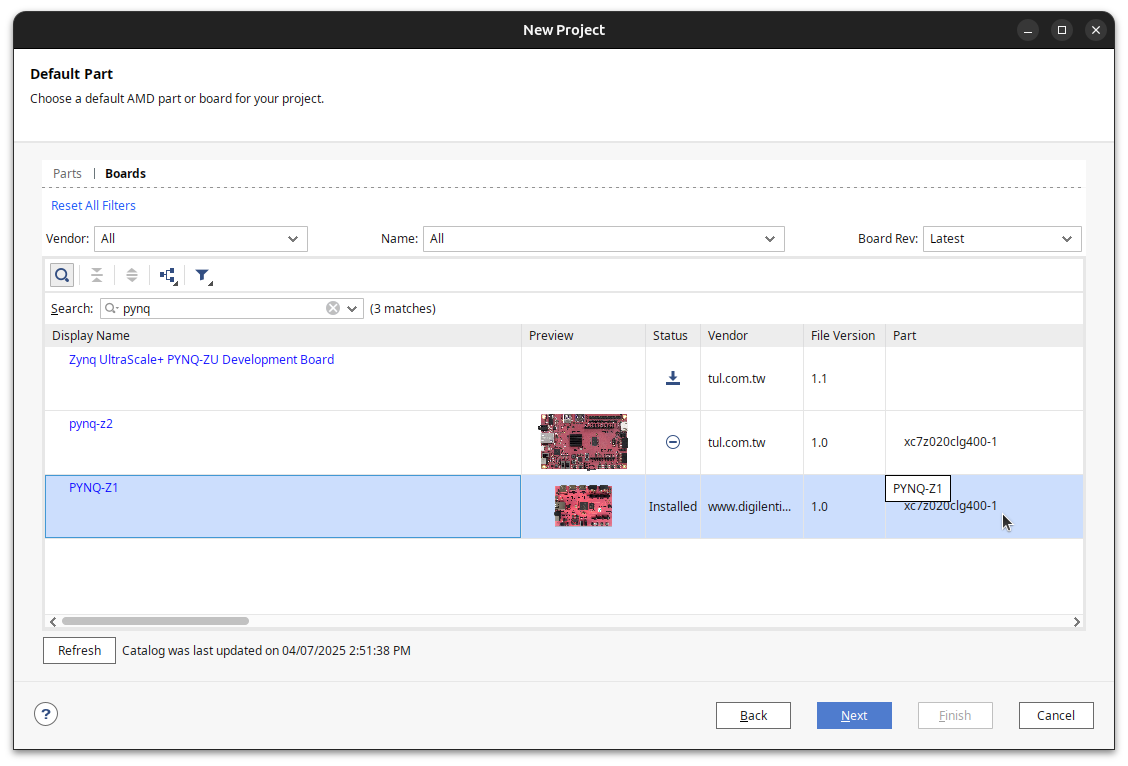 New Project
Default Part
Choose a default AMD part or board for your project.
Parts | Boards
Reset All Filters
Vendor: All Name: All Board Rev: Latest
Search: pynq (3 matches)
Display Name Preview Status Vendor File Version Part
Zynq UltraScale+ PYNQ-ZU Development Board tul.com.tw 1.1
pynq-z2 tul.com.tw 1.0 xc7z020clg400-1
PYNQ-Z1 Installed www.digilenti... 1.0 xc7z020clg400-1
PYNQ-Z1
Refresh Catalog was last updated on 04/07/2025 2:51:38 PM
? Back Next Finish Cancel